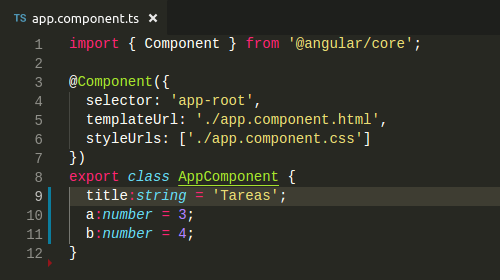 TS app.component.ts ×
1 import { Component } from '@angular/core';
2
3 @Component({
4   selector: 'app-root',
5   templateUrl: './app.component.html',
6   styleUrls: ['./app.component.css']
7 })
8 export class AppComponent {
9   title:string = 'Tareas';
10   a:number = 3;
11   b:number = 4;
12 }